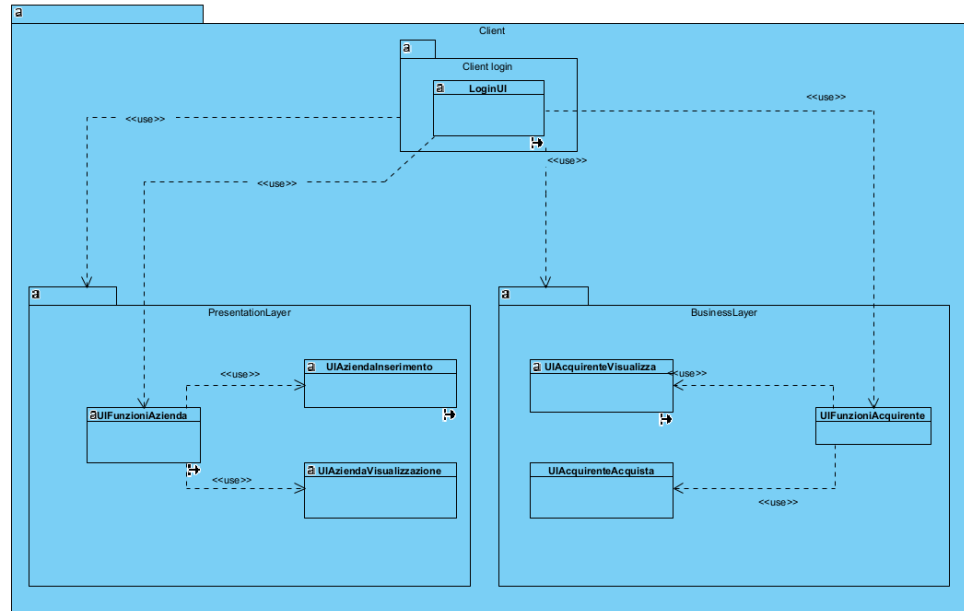 a
Client
a
Client login
a
LoginUI
<<use>>
<<use>>
<<use>>
<<use>>
<<use>>
a
PresentationLayer
a
BusinessLayer
a
UIAziendaInserimento
<<use>>
a
UIFunzioniAzienda
a
UIAziendaVisualizzazione
<<use>>
a
UIAcquirenteVisualizza
<<use>>
UIFunzioniAcquirente
UIAcquirenteAcquista
<<use>>